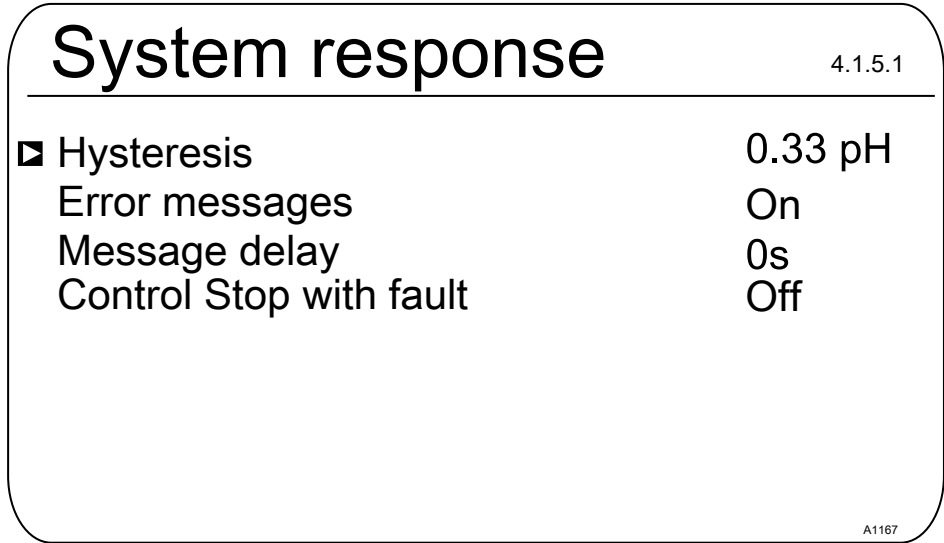 System response 4.1.5.1
Hysteresis 0.33 pH
Error messages On
Message delay 0s
Control Stop with fault Off
A1167